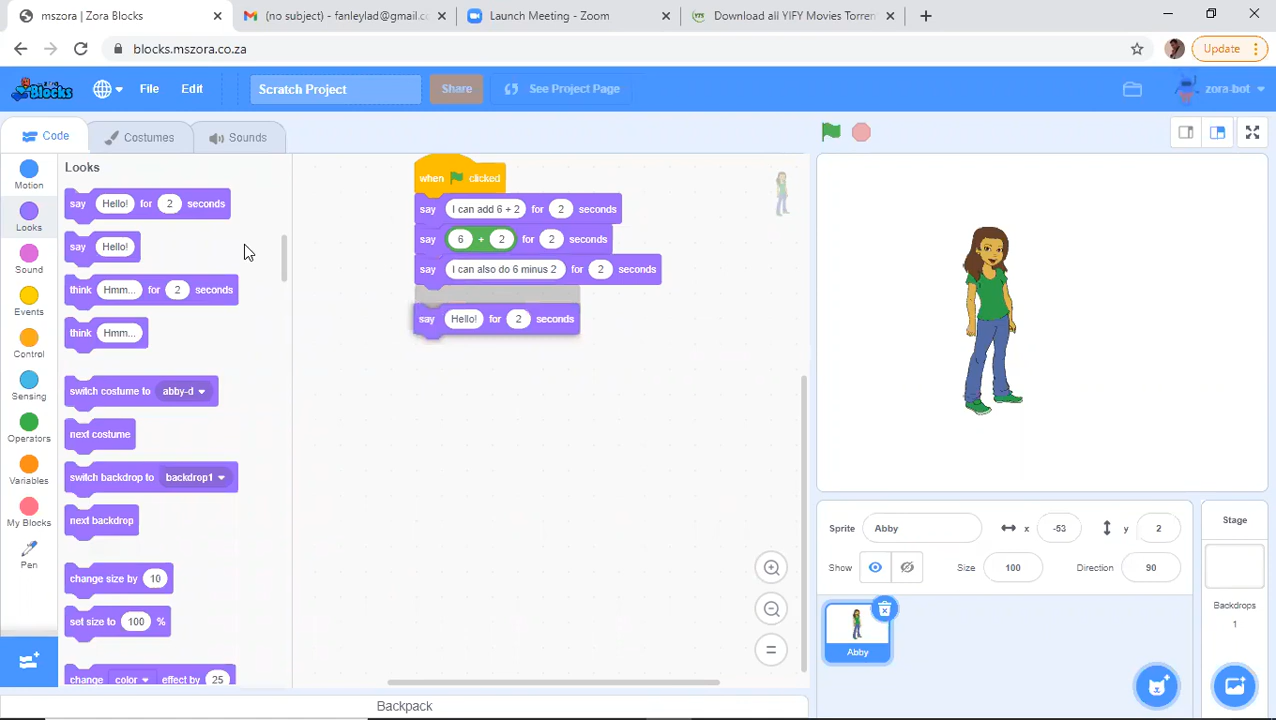 mszora | Zora Blocks
(no subject) - fanleylad@gmail.co
Launch Meeting - Zoom
Download all YIFY Movies Torren
blocks.mszora.co.za
Update
Blocks
File
Edit
Scratch Project
Share
See Project Page
zora-bot
Code
Costumes
Sounds
Motion
Looks
Sound
Events
Control
Sensing
Operators
Variables
My Blocks
Pen
Looks
say Hello! for 2 seconds
say Hello!
think Hmm... for 2 seconds
think Hmm...
switch costume to abby-d
next costume
switch backdrop to backdrop1
next backdrop
change size by 10
set size to 100 %
change color effect by 25
when clicked
say I can add 6 + 2 for 2 seconds
say 6 + 2 for 2 seconds
say I can also do 6 minus 2 for 2 seconds
say Hello! for 2 seconds
Sprite Abby x -53 y 2
Show Size 100 Direction 90
Abby
Stage
Backdrops
1
Backpack